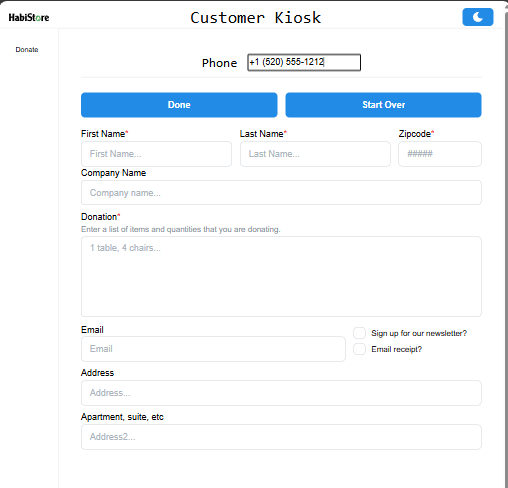 HabiStore
Customer Kiosk
Donate
Phone +1 (520) 555-1212
Done Start Over
First Name* Last Name* Zipcode*
First Name... Last Name... #####
Company Name
Company name...
Donation*
Enter a list of items and quantities that you are donating.
1 table, 4 chairs...
Email
Sign up for our newsletter?
Email
Email receipt?
Address
Address...
Apartment, suite, etc
Address2...